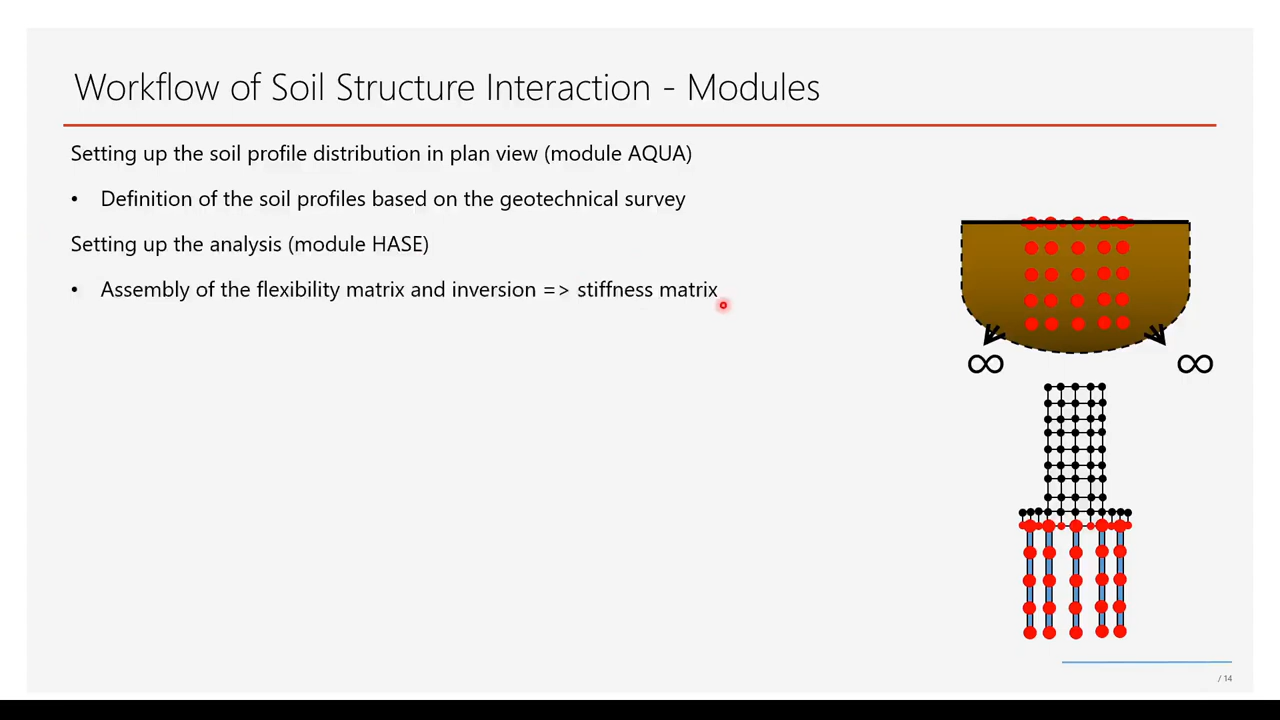 Workflow of Soil Structure Interaction - Modules
Setting up the soil profile distribution in plan view (module AQUA)
• Definition of the soil profiles based on the geotechnical survey
Setting up the analysis (module HASE)
• Assembly of the flexibility matrix and inversion => stiffness matrix
∞ ∞
/ 14